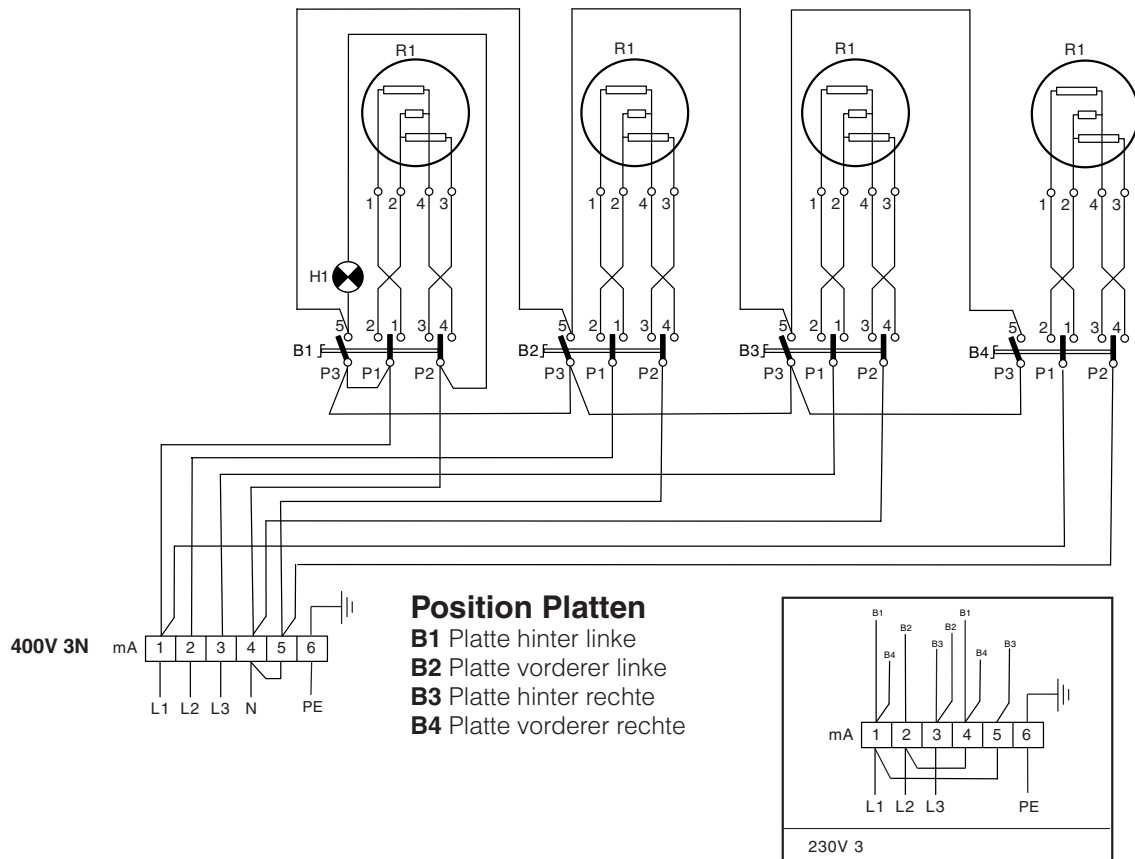 R1 R1 R1 R1
1 2 4 3 1 2 4 3 1 2 4 3 1 2 4 3
H1
5 2 1 3 4 5 2 1 3 4 5 2 1 3 4 5 2 1 3 4
B1 B2 B3 B4
P3 P1 P2 P3 P1 P2 P3 P1 P2 P3 P1 P2
400V 3N mA 1 2 3 4 5 6
L1 L2 L3 N PE
Position Platten
B1 Platte hinter linke
B2 Platte vorderer linke
B3 Platte hinter rechte
B4 Platte vorderer rechte
B1 B2 B2 B1
B4 B3 B4 B3
mA 1 2 3 4 5 6
L1 L2 L3 PE
230V 3